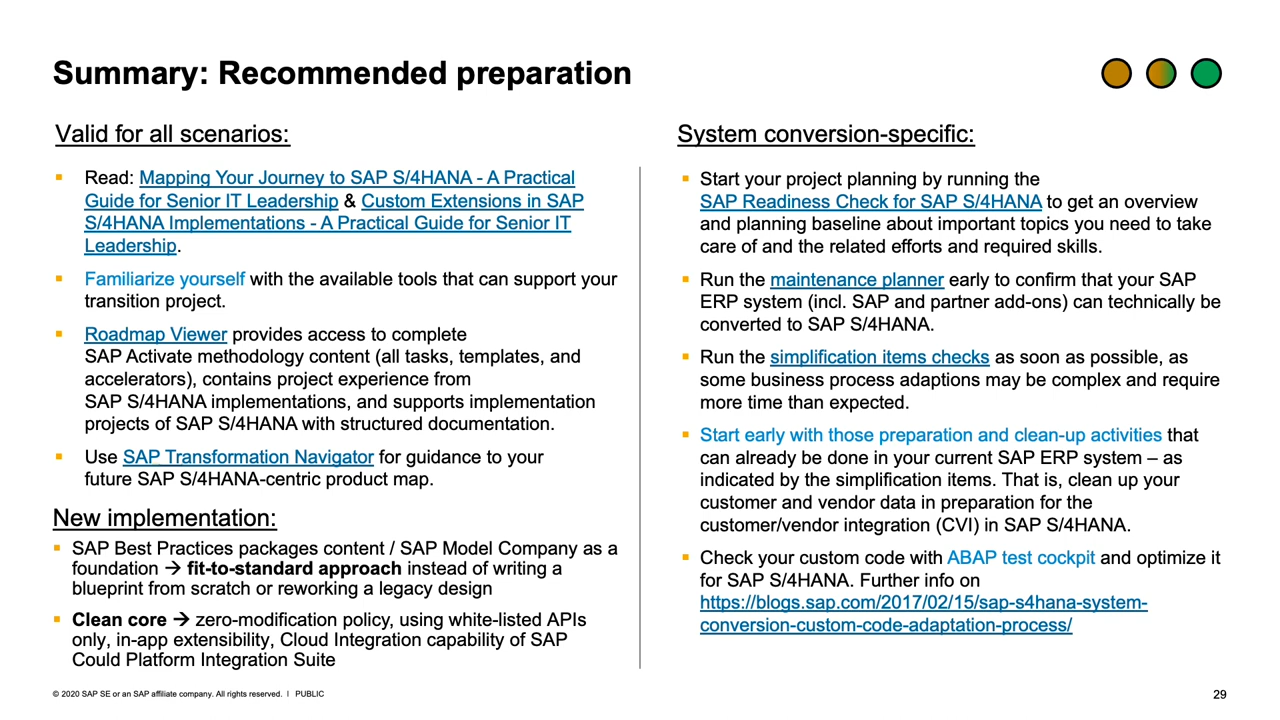 Summary: Recommended preparation
Valid for all scenarios:
▪ Read: Mapping Your Journey to SAP S/4HANA - A Practical
Guide for Senior IT Leadership & Custom Extensions in SAP
S/4HANA Implementations - A Practical Guide for Senior IT
Leadership.
▪ Familiarize yourself with the available tools that can support your
transition project.
▪ Roadmap Viewer provides access to complete
SAP Activate methodology content (all tasks, templates, and
accelerators), contains project experience from
SAP S/4HANA implementations, and supports implementation
projects of SAP S/4HANA with structured documentation.
▪ Use SAP Transformation Navigator for guidance to your
future SAP S/4HANA-centric product map.
New implementation:
▪ SAP Best Practices packages content / SAP Model Company as a
foundation → fit-to-standard approach instead of writing a
blueprint from scratch or reworking a legacy design
▪ Clean core → zero-modification policy, using white-listed APIs
only, in-app extensibility, Cloud Integration capability of SAP
Could Platform Integration Suite
System conversion-specific:
▪ Start your project planning by running the
SAP Readiness Check for SAP S/4HANA to get an overview
and planning baseline about important topics you need to take
care of and the related efforts and required skills.
▪ Run the maintenance planner early to confirm that your SAP
ERP system (incl. SAP and partner add-ons) can technically be
converted to SAP S/4HANA.
▪ Run the simplification items checks as soon as possible, as
some business process adaptions may be complex and require
more time than expected.
▪ Start early with those preparation and clean-up activities that
can already be done in your current SAP ERP system – as
indicated by the simplification items. That is, clean up your
customer and vendor data in preparation for the
customer/vendor integration (CVI) in SAP S/4HANA.
▪ Check your custom code with ABAP test cockpit and optimize it
for SAP S/4HANA. Further info on
https://blogs.sap.com/2017/02/15/sap-s4hana-system-
conversion-custom-code-adaptation-process/
© 2020 SAP SE or an SAP affiliate company. All rights reserved. I PUBLIC
29